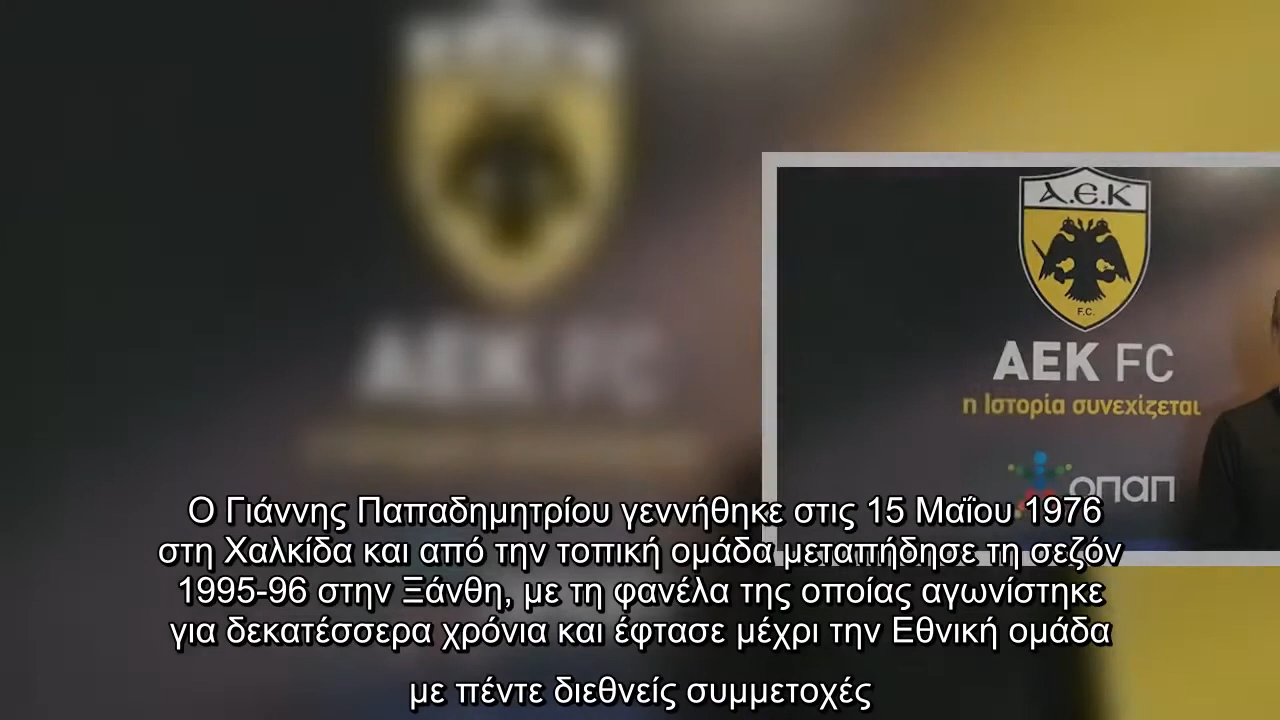 Α.Ε.Κ
F.C.
ΑΕΚ FC
η Ιστορία συνεχίζεται
οπαπ
ΑΕΚ FC
Ο Γιάννης Παπαδημητρίου γεννήθηκε στις 15 Μαΐου 1976
στη Χαλκίδα και από την τοπική ομάδα μεταπήδησε τη σεζόν
1995-96 στην Ξάνθη, με τη φανέλα της οποίας αγωνίστηκε
για δεκατέσσερα χρόνια και έφτασε μέχρι την Εθνική ομάδα
με πέντε διεθνείς συμμετοχές